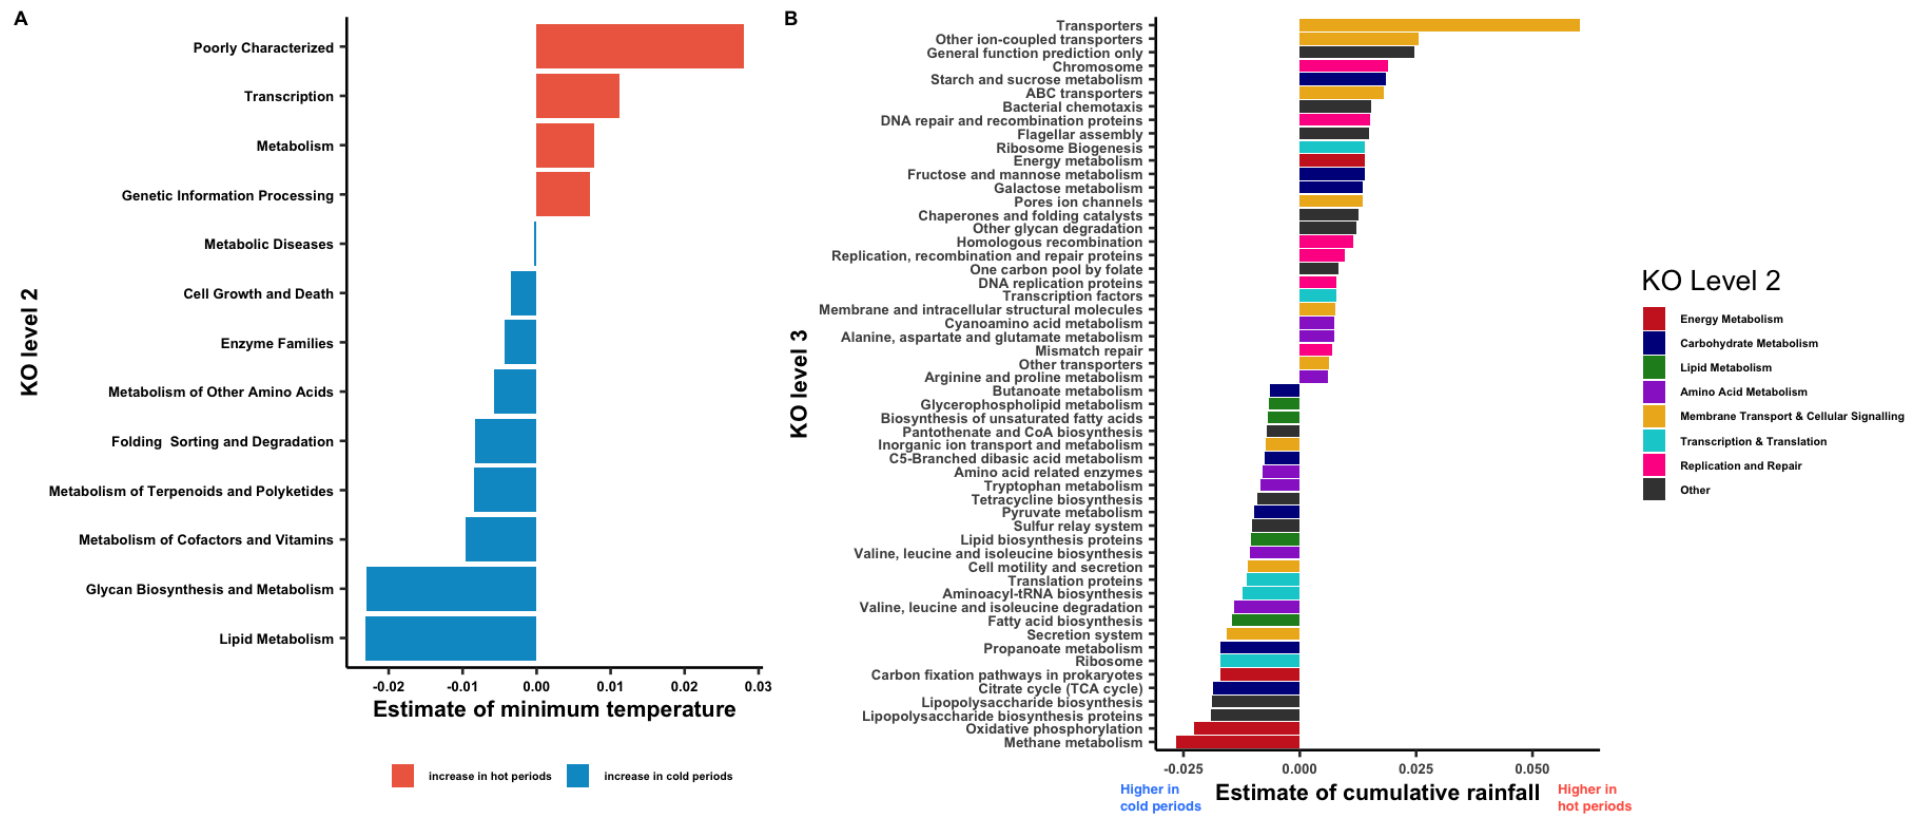 A
KO level 2
Poorly Characterized
Transcription
Metabolism
Genetic Information Processing
Metabolic Diseases
Cell Growth and Death
Enzyme Families
Metabolism of Other Amino Acids
Folding  Sorting and Degradation
Metabolism of Terpenoids and Polyketides
Metabolism of Cofactors and Vitamins
Glycan Biosynthesis and Metabolism
Lipid Metabolism
-0.02 -0.01 0.00 0.01 0.02 0.03
Estimate of minimum temperature
increase in hot periods
increase in cold periods
B
KO level 3
Transporters
Other ion-coupled transporters
General function prediction only
Chromosome
Starch and sucrose metabolism
ABC transporters
Bacterial chemotaxis
DNA repair and recombination proteins
Flagellar assembly
Ribosome Biogenesis
Energy metabolism
Fructose and mannose metabolism
Galactose metabolism
Pores ion channels
Chaperones and folding catalysts
Other glycan degradation
Homologous recombination
Replication, recombination and repair proteins
One carbon pool by folate
DNA replication proteins
Transcription factors
Membrane and intracellular structural molecules
Cyanoamino acid metabolism
Alanine, aspartate and glutamate metabolism
Mismatch repair
Other transporters
Arginine and proline metabolism
Butanoate metabolism
Glycerophospholipid metabolism
Biosynthesis of unsaturated fatty acids
Pantothenate and CoA biosynthesis
Inorganic ion transport and metabolism
C5-Branched dibasic acid metabolism
Amino acid related enzymes
Tryptophan metabolism
Tetracycline biosynthesis
Pyruvate metabolism
Sulfur relay system
Lipid biosynthesis proteins
Valine, leucine and isoleucine biosynthesis
Cell motility and secretion
Translation proteins
Aminoacyl-tRNA biosynthesis
Valine, leucine and isoleucine degradation
Fatty acid biosynthesis
Secretion system
Propanoate metabolism
Ribosome
Carbon fixation pathways in prokaryotes
Citrate cycle (TCA cycle)
Lipopolysaccharide biosynthesis
Lipopolysaccharide biosynthesis proteins
Oxidative phosphorylation
Methane metabolism
-0.025 0.000 0.025 0.050
Higher in
cold periods
Estimate of cumulative rainfall
Higher in
hot periods
KO Level 2
Energy Metabolism
Carbohydrate Metabolism
Lipid Metabolism
Amino Acid Metabolism
Membrane Transport & Cellular Signalling
Transcription & Translation
Replication and Repair
Other